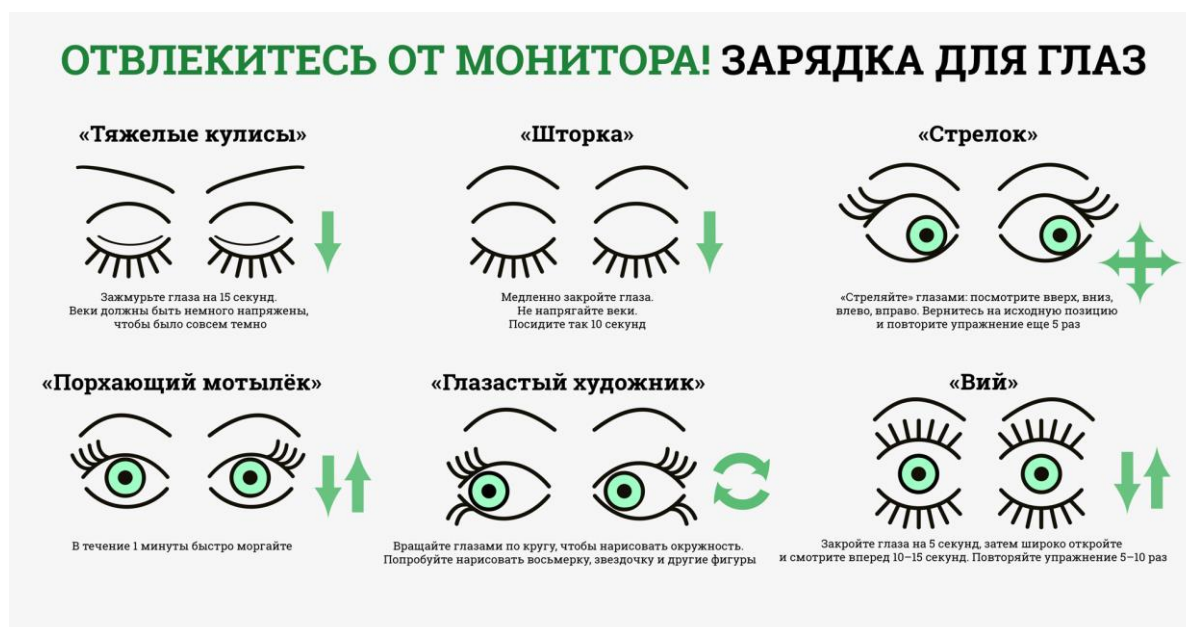 ОТВЛЕКИТЕСЬ ОТ МОНИТОРА! ЗАРЯДКА ДЛЯ ГЛАЗ
«Тяжелые кулисы»
Зажмурьте глаза на 15 секунд.
Веки должны быть немного напряжены,
чтобы было совсем темно
«Шторка»
Медленно закройте глаза.
Не напрягайте веки.
Посидите так 10 секунд
«Стрелок»
«Стреляйте» глазами: посмотрите вверх, вниз,
влево, вправо. Вернитесь на исходную позицию
и повторите упражнение еще 5 раз
«Порхающий мотылёк»
В течение 1 минуты быстро моргайте
«Глазастый художник»
Вращайте глазами по кругу, чтобы нарисовать окружность.
Попробуйте нарисовать восьмерку, звездочку и другие фигуры
«Вий»
Закройте глаза на 5 секунд, затем широко откройте
и смотрите вперед 10–15 секунд. Повторяйте упражнение 5–10 раз